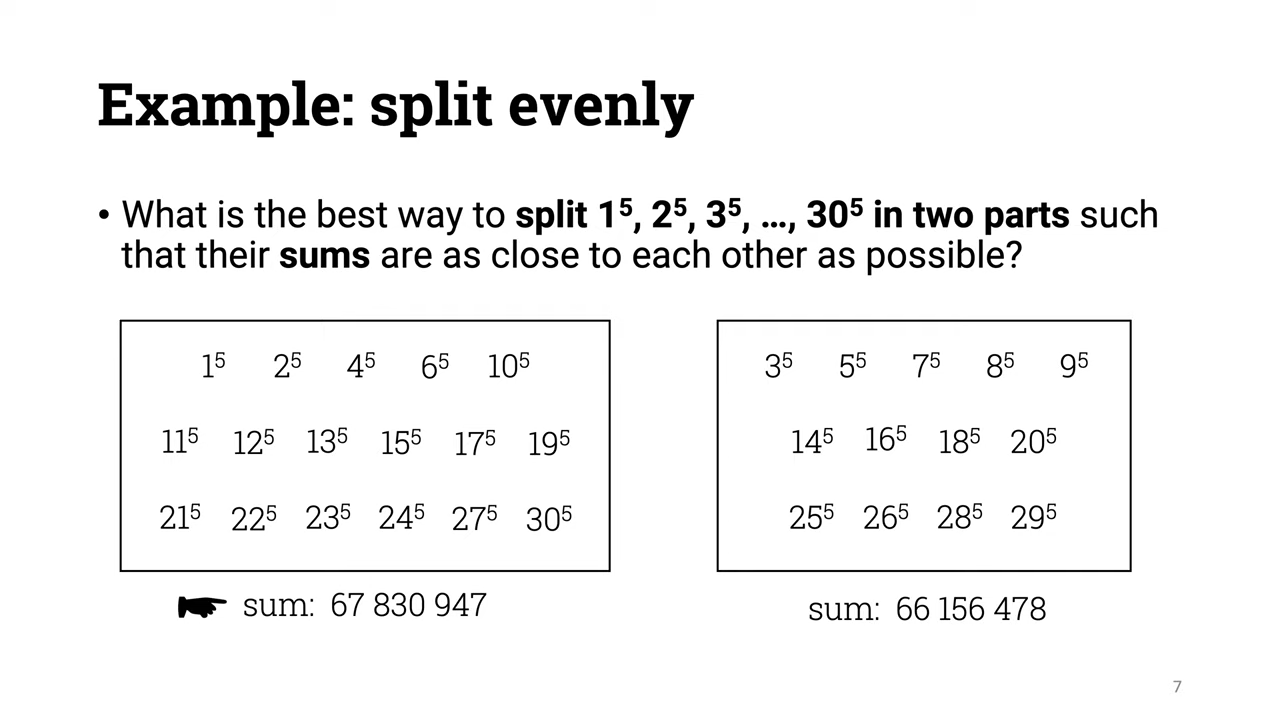 Example: split evenly
• What is the best way to split 1⁵, 2⁵, 3⁵, …, 30⁵ in two parts such
that their sums are as close to each other as possible?
1⁵ 2⁵ 4⁵ 6⁵ 10⁵
11⁵ 12⁵ 13⁵ 15⁵ 17⁵ 19⁵
21⁵ 22⁵ 23⁵ 24⁵ 27⁵ 30⁵
sum: 67 830 947
3⁵ 5⁵ 7⁵ 8⁵ 9⁵
14⁵ 16⁵ 18⁵ 20⁵
25⁵ 26⁵ 28⁵ 29⁵
sum: 66 156 478
7